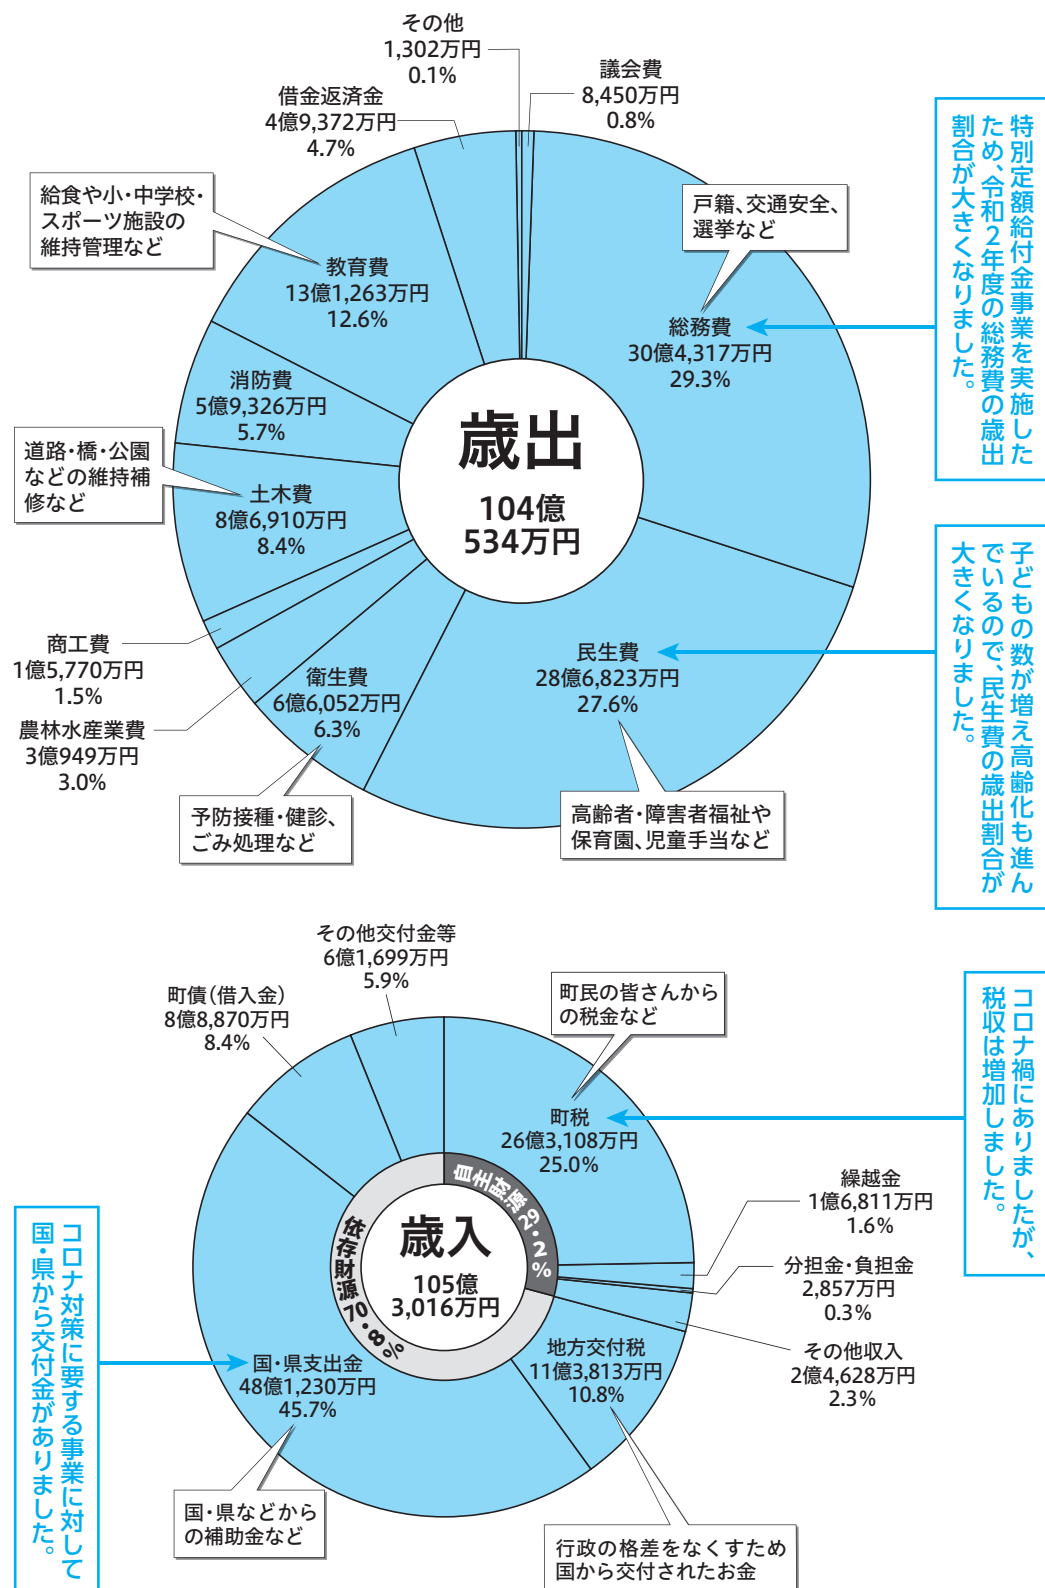 その他
1,302万円
0.1%
議会費
8,450万円
0.8%
借金返済金
4億9,372万円
4.7%
給食や小・中学校・
スポーツ施設の
維持管理など
教育費
13億1,263万円
12.6%
戸籍、交通安全、
選挙など
総務費
30億4,317万円
29.3%
特別定額給付金事業を実施した
ため、令和2年度の総務費の歳出
割合が大きくなりました。
消防費
5億9,326万円
5.7%
歳出
104億
534万円
道路・橋・公園
などの維持補
修など
土木費
8億6,910万円
8.4%
商工費
1億5,770万円
1.5%
農林水産業費
3億949万円
3.0%
衛生費
6億6,052万円
6.3%
予防接種・健診、
ごみ処理など
民生費
28億6,823万円
27.6%
高齢者・障害者福祉や
保育園、児童手当など
子どもの数が増え高齢化も進ん
でいるので、民生費の歳出割合が
大きくなりました。
その他交付金等
6億1,699万円
5.9%
町債(借入金)
8億8,870万円
8.4%
町民の皆さんから
の税金など
町税
26億3,108万円
25.0%
コロナ禍にありましたが、
税収は増加しました。
自主財源29・2%
依存財源70・8%
歳入
105億
3,016万円
繰越金
1億6,811万円
1.6%
分担金・負担金
2,857万円
0.3%
その他収入
2億4,628万円
2.3%
地方交付税
11億3,813万円
10.8%
行政の格差をなくすため
国から交付されたお金
国・県支出金
48億1,230万円
45.7%
国・県などから
の補助金など
コロナ対策に要する事業に対して
国・県から交付金がありました。